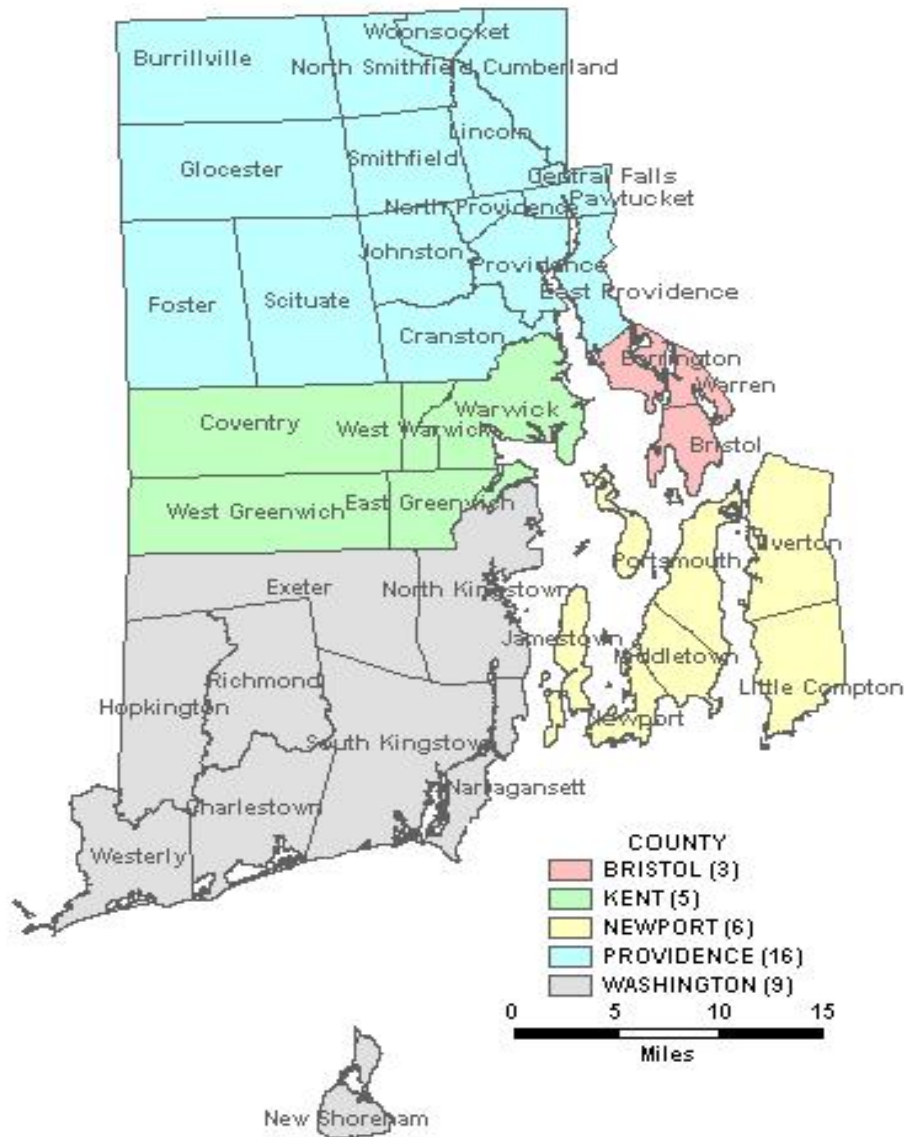 Woonsocket
Burrillville
North Smithfield
Cumberland
Lincoln
Smithfield
Glocester
Central Falls
Pawtucket
North Providence
Johnston
Providence
East Providence
Foster
Scituate
Cranston
Barrington
Warren
Coventry
West Warwick
Warwick
Bristol
West Greenwich
East Greenwich
Portsmouth
Tiverton
Exeter
North Kingstown
Jamestown
Middletown
Richmond
Hopkington
Little Compton
Newport
South Kingstown
Narragansett
Charlestown
Westerly
COUNTY
BRISTOL (3)
KENT (5)
NEWPORT (6)
PROVIDENCE (16)
WASHINGTON (9)
0 5 10 15
Miles
New Shoreham